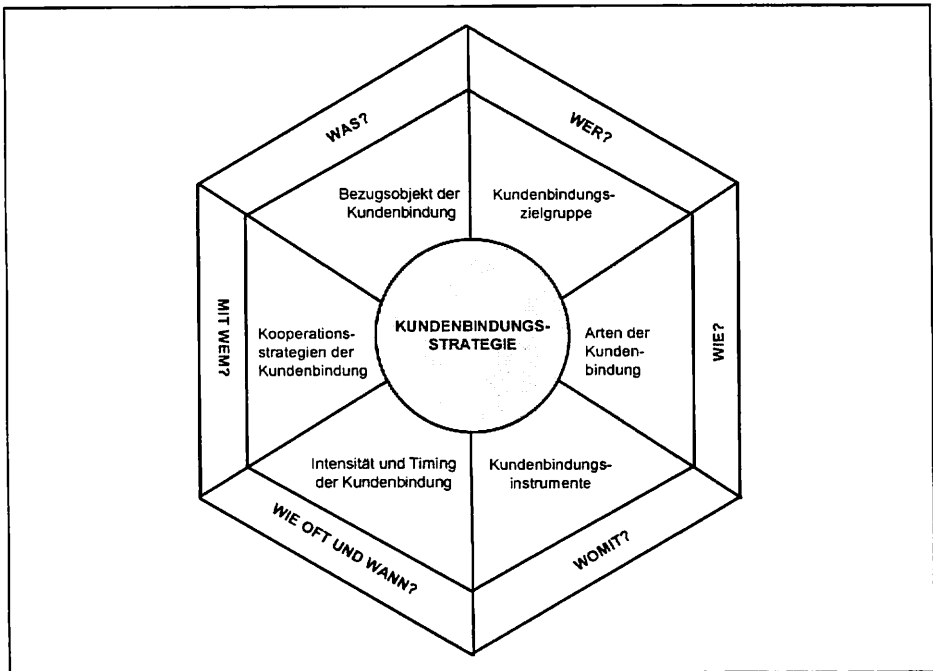 WAS?
WER?
Bezugsobjekt der
Kundenbindung
Kundenbindungs-
zielgruppe
MIT WEM?
Kooperations-
strategien der
Kundenbindung
KUNDENBINDUNGS-
STRATEGIE
Arten der
Kunden-
bindung
WIE?
Intensität und Timing
der Kundenbindung
Kundenbindungs-
instrumente
WIE OFT UND WANN?
WOMIT?